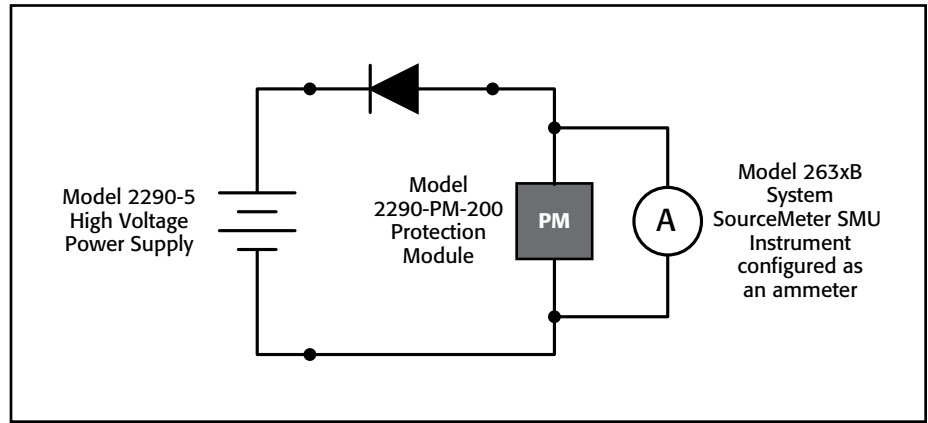 Model 2290-5
High Voltage
Power Supply
Model
2290-PM-200
Protection
Module
PM
A
Model 263xB
System
SourceMeter SMU
Instrument
configured as
an ammeter